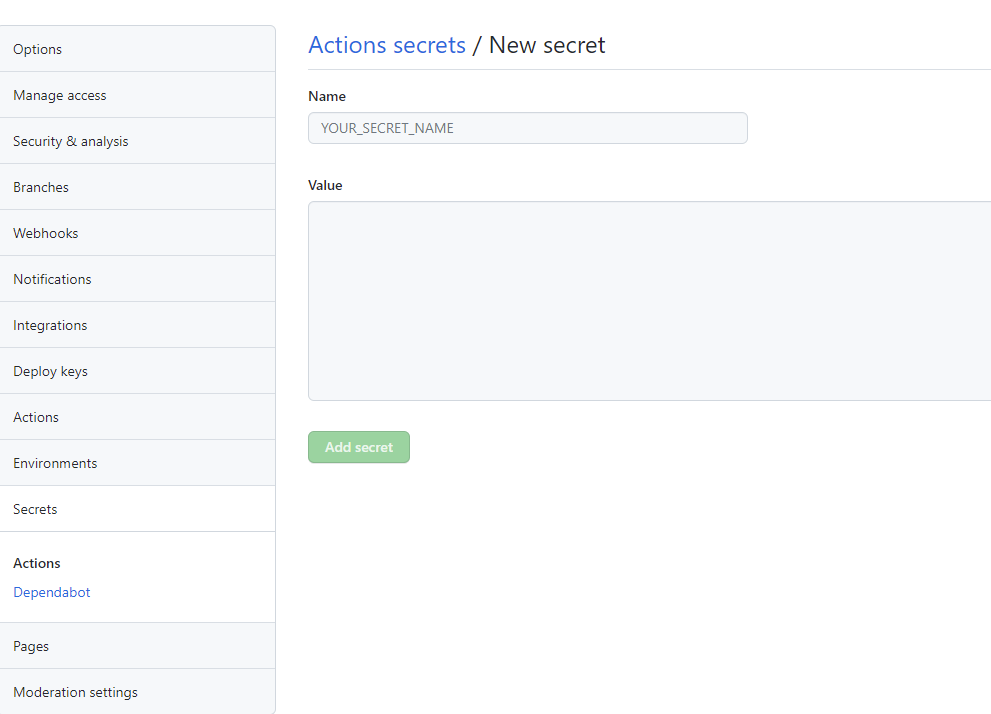 Options
Manage access
Security & analysis
Branches
Webhooks
Notifications
Integrations
Deploy keys
Actions
Environments
Secrets
Actions
Dependabot
Pages
Moderation settings
Actions secrets / New secret
Name
YOUR_SECRET_NAME
Value
Add secret